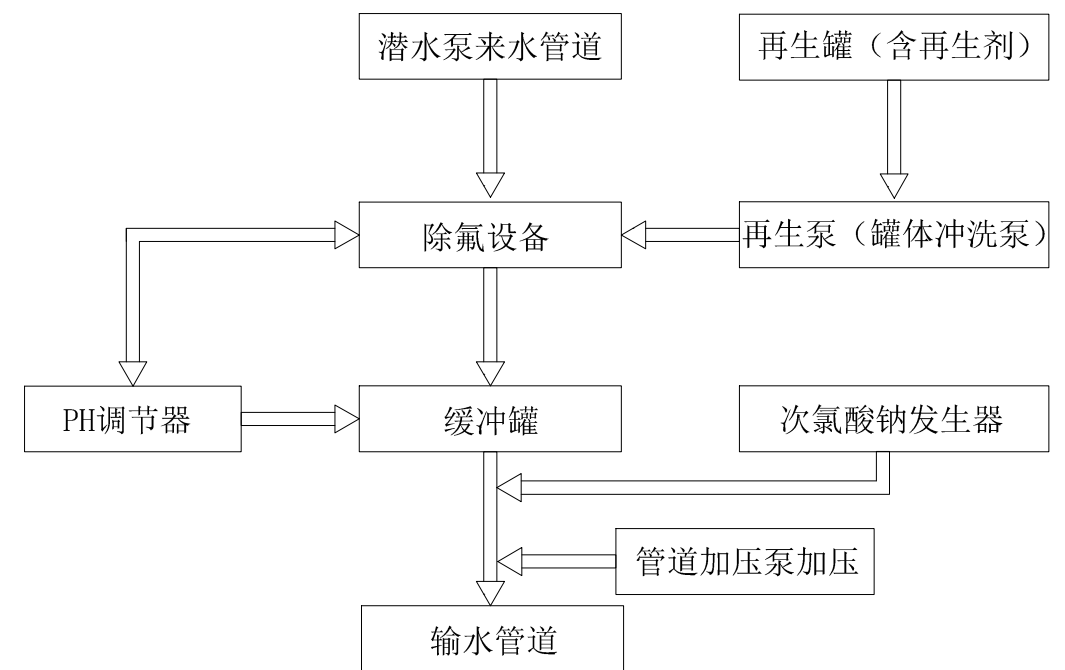 潜水泵来水管道
再生罐（含再生剂）
除氟设备
再生泵（罐体冲洗泵）
PH调节器
缓冲罐
次氯酸钠发生器
管道加压泵加压
输水管道